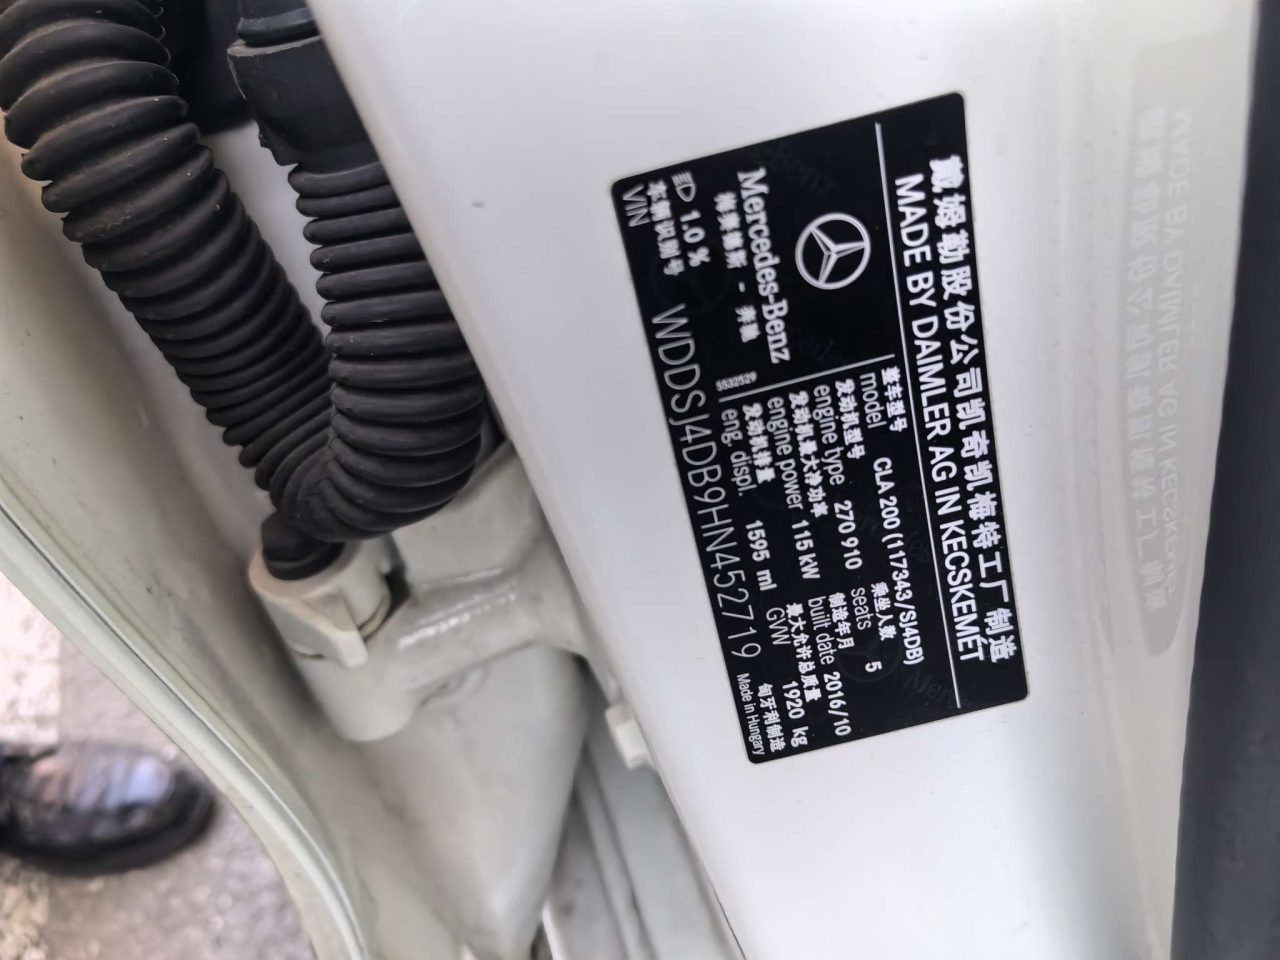 戴姆勒股份公司凯奇凯梅特工厂制造
MADE BY DAIMLER AG IN KECSKEMET
Mercedes-Benz
梅赛德斯 - 奔驰
1.0 %
5532529
整车型号
model CLA 200 (117343/SJ4DB)
发动机型号 乘坐人数
engine type 270 910 seats 5
发动机最大净功率 制造年月
engine power 115 kW built date 2016/10
发动机排量 最大允许总质量
eng. displ. 1595 ml GVW 1920 kg
车辆识别号
VIN WDDSJ4DB9HN452719
匈牙利制造
Made in Hungary